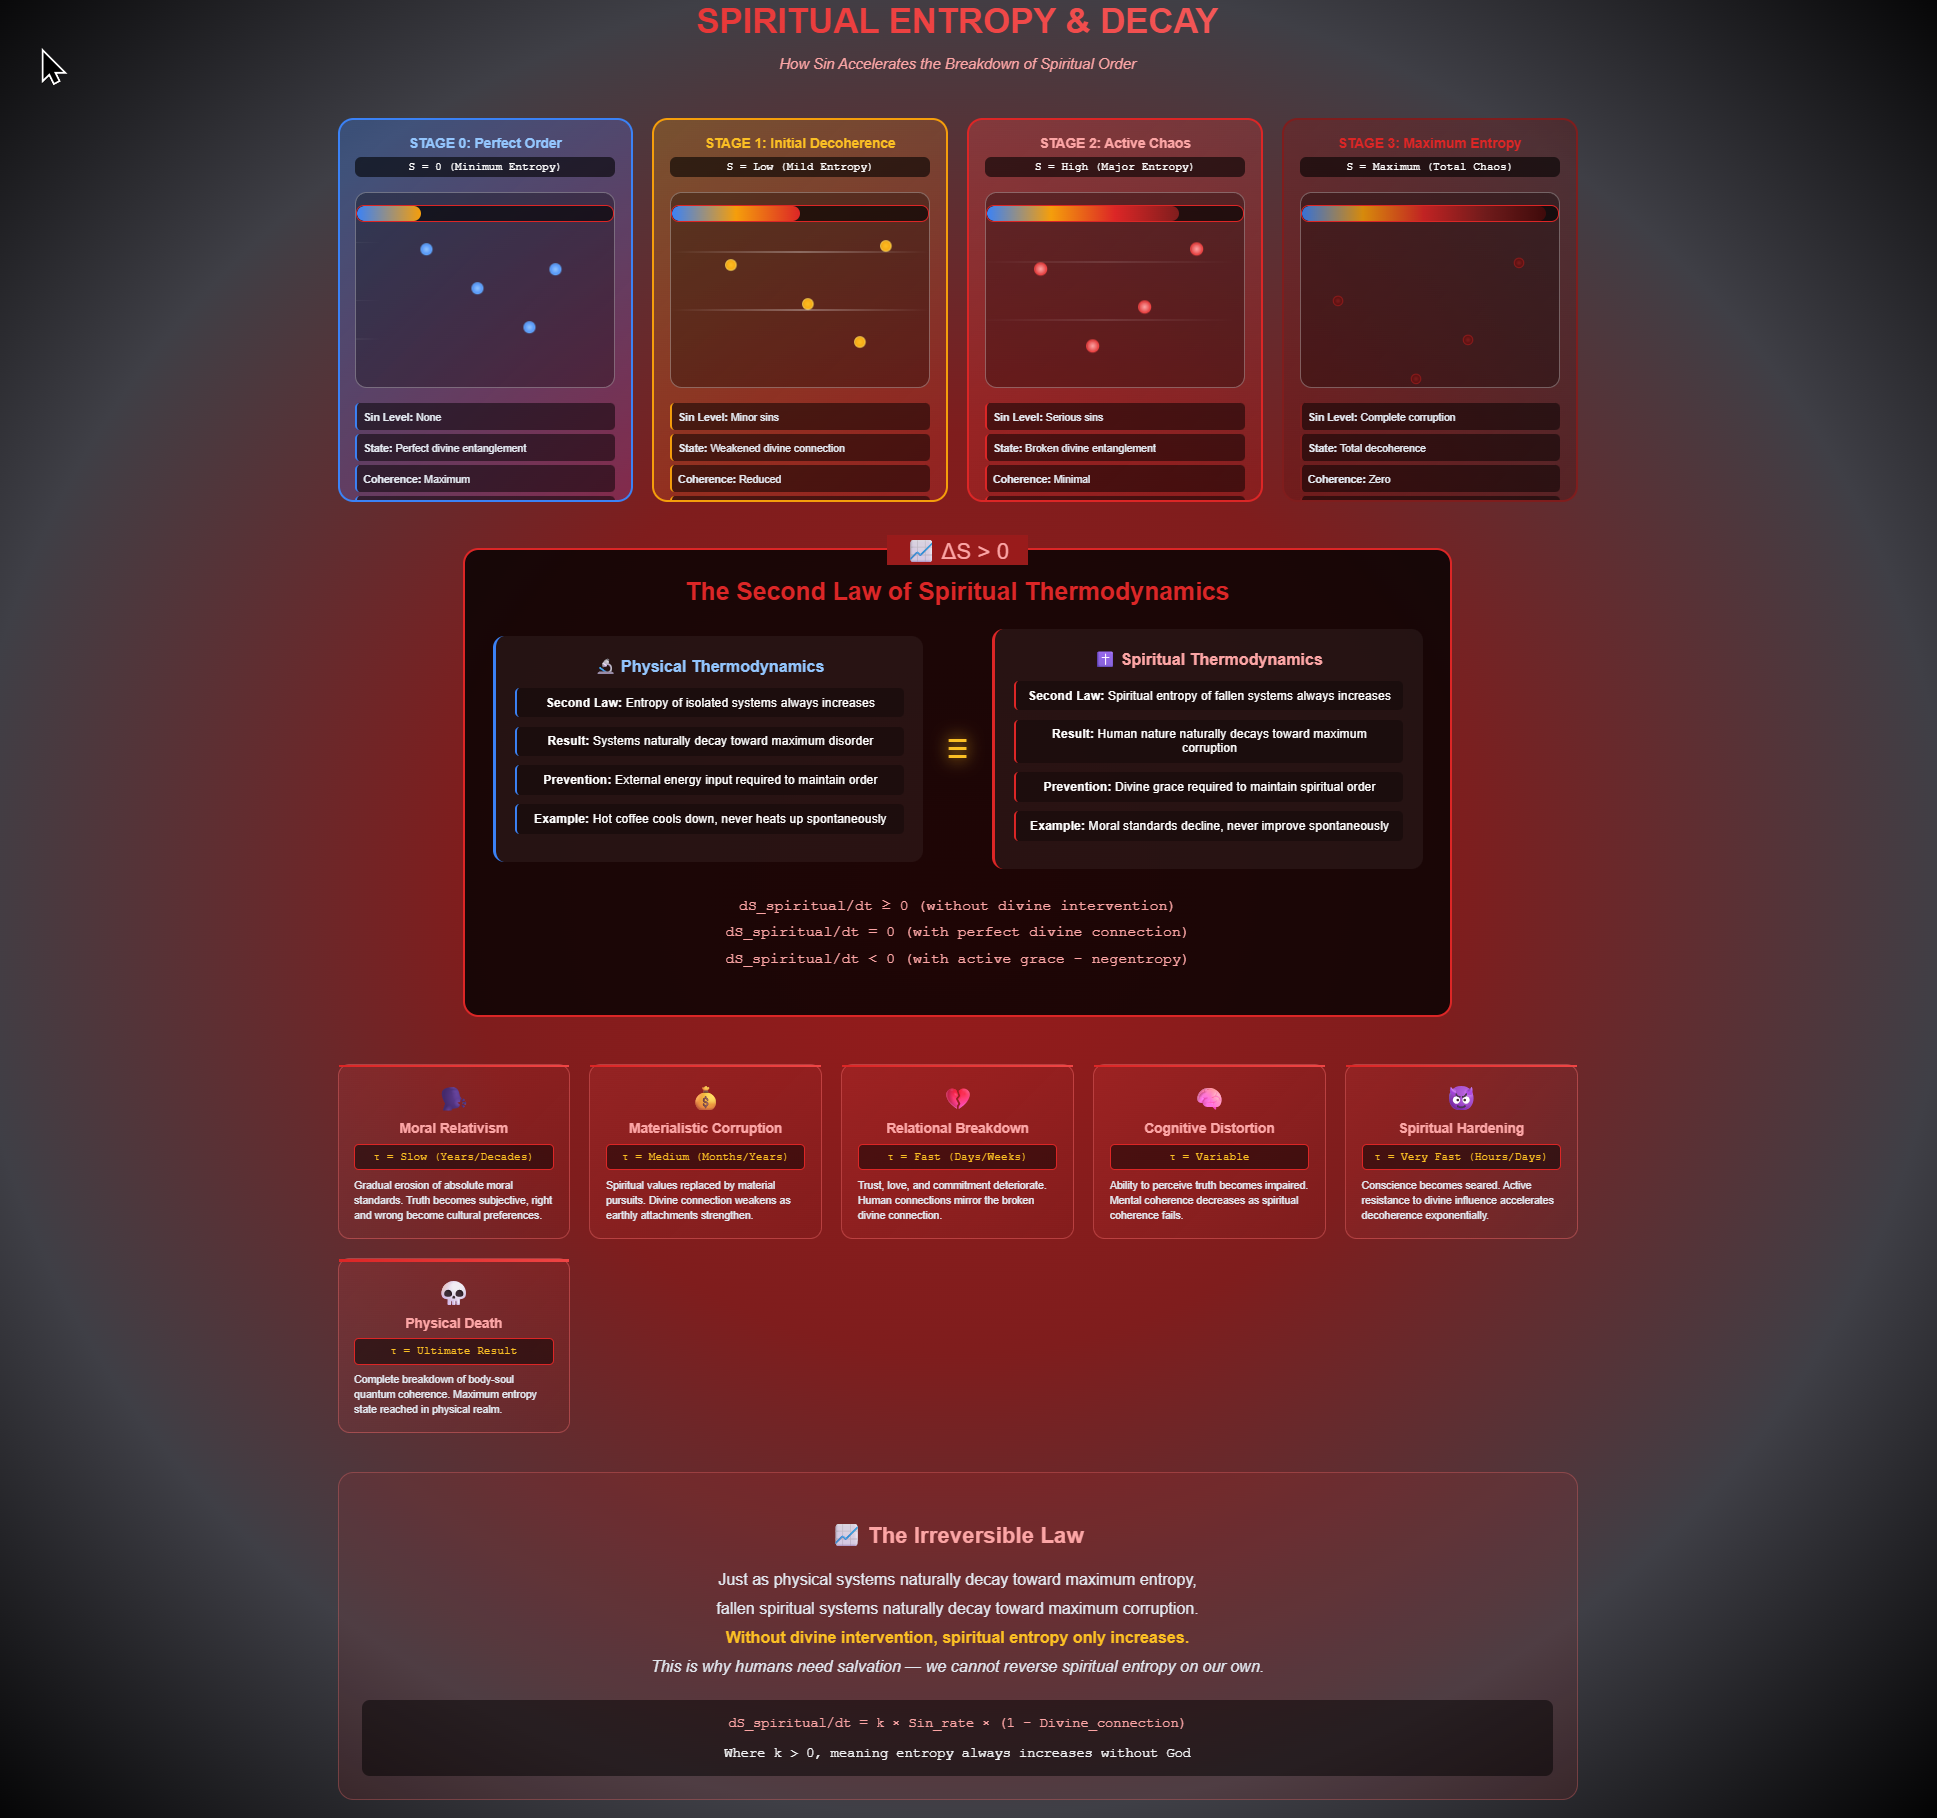 SPIRITUAL ENTROPY & DECAY
How Sin Accelerates the Breakdown of Spiritual Order
STAGE 0: Perfect Order
S = 0 (Minimum Entropy)
Sin Level: None
State: Perfect divine entanglement
Coherence: Maximum
STAGE 1: Initial Decoherence
S = Low (Mild Entropy)
Sin Level: Minor sins
State: Weakened divine connection
Coherence: Reduced
STAGE 2: Active Chaos
S = High (Major Entropy)
Sin Level: Serious sins
State: Broken divine entanglement
Coherence: Minimal
STAGE 3: Maximum Entropy
S = Maximum (Total Chaos)
Sin Level: Complete corruption
State: Total decoherence
Coherence: Zero
📈 ΔS > 0
The Second Law of Spiritual Thermodynamics
🔬 Physical Thermodynamics
Second Law: Entropy of isolated systems always increases
Result: Systems naturally decay toward maximum disorder
Prevention: External energy input required to maintain order
Example: Hot coffee cools down, never heats up spontaneously
☰
✝️ Spiritual Thermodynamics
Second Law: Spiritual entropy of fallen systems always increases
Result: Human nature naturally decays toward maximum
corruption
Prevention: Divine grace required to maintain spiritual order
Example: Moral standards decline, never improve spontaneously
dS_spiritual/dt ≥ 0 (without divine intervention)
dS_spiritual/dt = 0 (with perfect divine connection)
dS_spiritual/dt < 0 (with active grace - negentropy)
Moral Relativism
τ = Slow (Years/Decades)
Gradual erosion of absolute moral
standards. Truth becomes subjective, right
and wrong become cultural preferences.
Materialistic Corruption
τ = Medium (Months/Years)
Spiritual values replaced by material
pursuits. Divine connection weakens as
earthly attachments strengthen.
Relational Breakdown
τ = Fast (Days/Weeks)
Trust, love, and commitment deteriorate.
Human connections mirror the broken
divine connection.
Cognitive Distortion
τ = Variable
Ability to perceive truth becomes impaired.
Mental coherence decreases as spiritual
coherence fails.
Spiritual Hardening
τ = Very Fast (Hours/Days)
Conscience becomes seared. Active
resistance to divine influence accelerates
decoherence exponentially.
Physical Death
τ = Ultimate Result
Complete breakdown of body-soul
quantum coherence. Maximum entropy
state reached in physical realm.
📈 The Irreversible Law
Just as physical systems naturally decay toward maximum entropy,
fallen spiritual systems naturally decay toward maximum corruption.
Without divine intervention, spiritual entropy only increases.
This is why humans need salvation — we cannot reverse spiritual entropy on our own.
dS_spiritual/dt = k × Sin_rate × (1 - Divine_connection)
Where k > 0, meaning entropy always increases without God